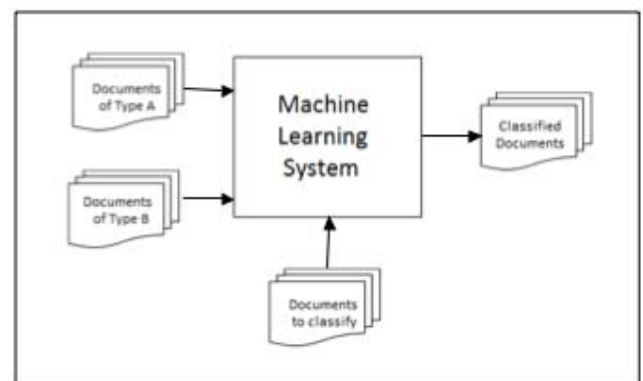 Documents
of Type A
Machine
Learning
System
Classified
Documents
Documents
of Type B
Documents
to classify